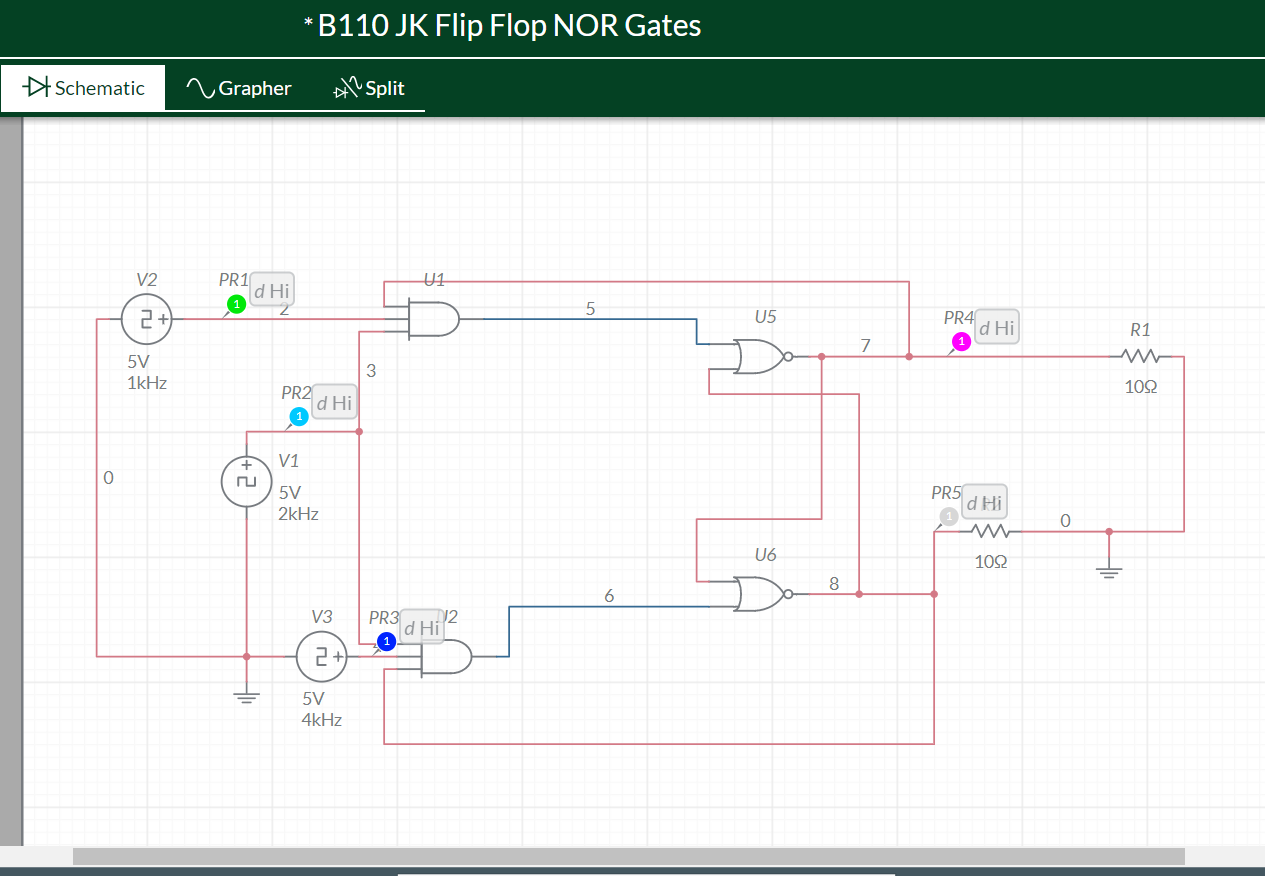 * B110 JK Flip Flop NOR Gates
Schematic
Grapher
Split
V2
PR1
d Hi
2
U1
5V
1kHz
5
U5
7
PR4
d Hi
R1
10Ω
3
PR2
d Hi
0
V1
5V
2kHz
PR5
d Hi
0
10Ω
U6
8
6
V3
PR3
d Hi
J2
5V
4kHz
1
1
1
1
1